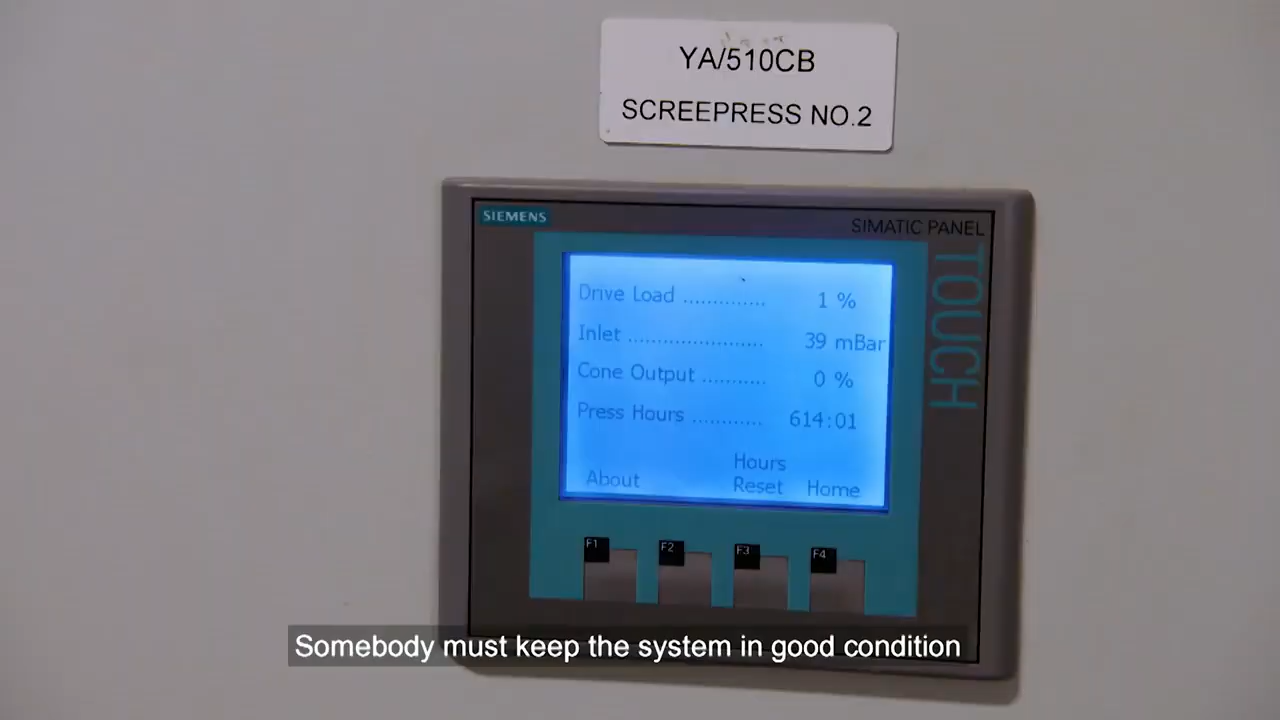 YA/510CB
SCREEPRESS NO.2
SIEMENS
SIMATIC PANEL
TOUCH
Drive Load ............. 1 %
Inlet ...................... 39 mBar
Cone Output ........... 0 %
Press Hours ............ 614:01
About Hours Reset Home
F1 F2 F3 F4
Somebody must keep the system in good condition